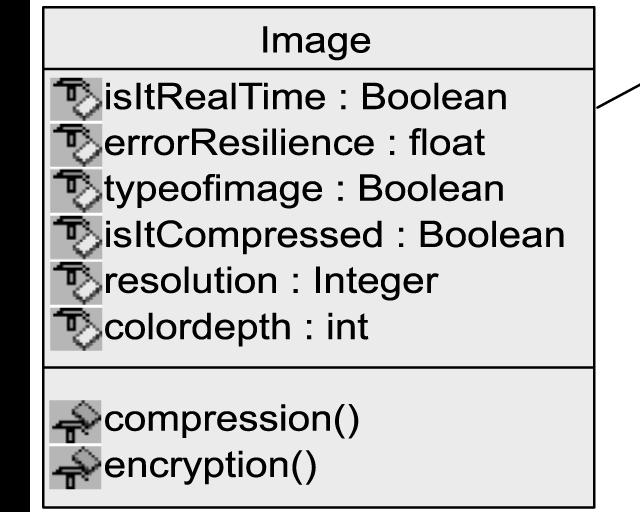 Image
isItRealTime : Boolean
errorResilience : float
typeofimage : Boolean
isItCompressed : Boolean
resolution : Integer
colordepth : int
compression()
encryption()